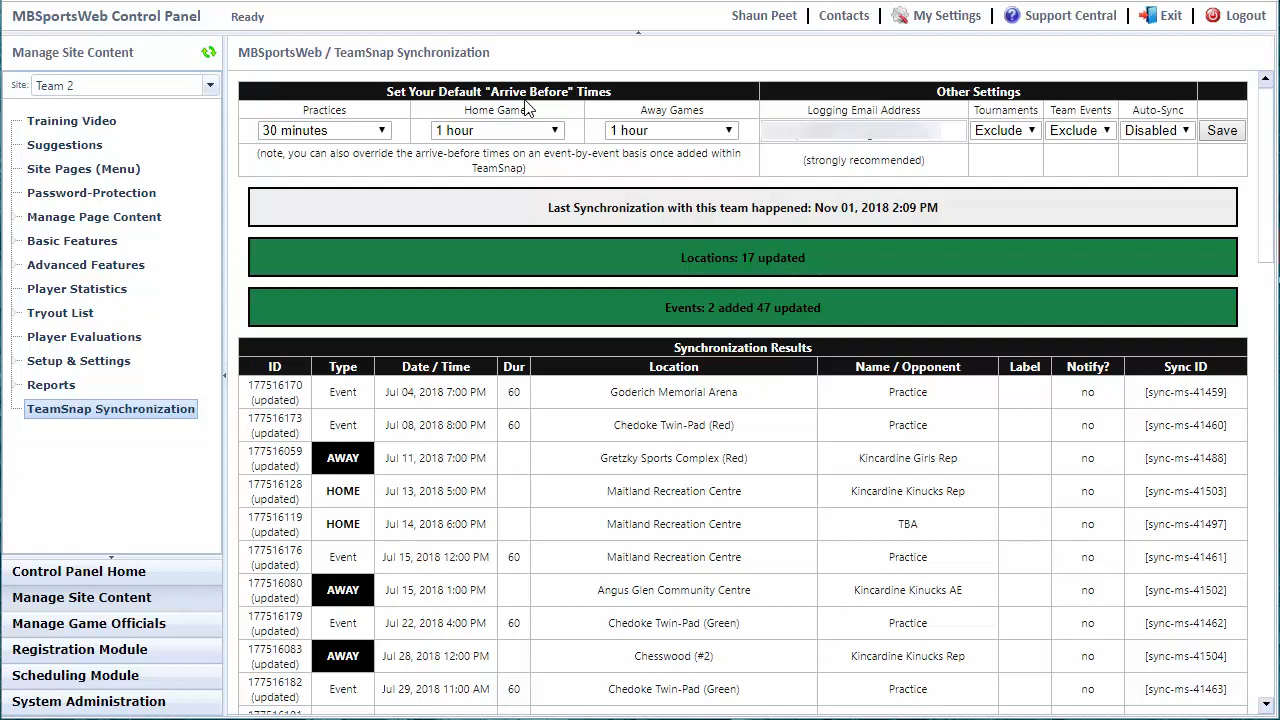 MBSportsWeb Control Panel Ready Shaun Peet Contacts My Settings Support Central Exit Logout
Manage Site Content
Site: Team 2
Training Video
Suggestions
Site Pages (Menu)
Password-Protection
Manage Page Content
Basic Features
Advanced Features
Player Statistics
Tryout List
Player Evaluations
Setup & Settings
Reports
TeamSnap Synchronization
Control Panel Home
Manage Site Content
Manage Game Officials
Registration Module
Scheduling Module
System Administration
MBSportsWeb / TeamSnap Synchronization
Set Your Default "Arrive Before" Times Other Settings
Practices Home Games Away Games Logging Email Address Tournaments Team Events Auto-Sync
30 minutes 1 hour 1 hour Exclude Exclude Disabled Save
(note, you can also override the arrive-before times on an event-by-event basis once added within
TeamSnap)
(strongly recommended)
Last Synchronization with this team happened: Nov 01, 2018 2:09 PM
Locations: 17 updated
Events: 2 added 47 updated
Synchronization Results
ID Type Date / Time Dur Location Name / Opponent Label Notify? Sync ID
177516170 (updated) Event Jul 04, 2018 7:00 PM 60 Goderich Memorial Arena Practice no [sync-ms-41459]
177516173 (updated) Event Jul 08, 2018 8:00 PM 60 Chedoke Twin-Pad (Red) Practice no [sync-ms-41460]
177516059 (updated) AWAY Jul 11, 2018 7:00 PM Gretzky Sports Complex (Red) Kincardine Girls Rep no [sync-ms-41488]
177516128 (updated) HOME Jul 13, 2018 5:00 PM Maitland Recreation Centre Kincardine Kinucks Rep no [sync-ms-41503]
177516119 (updated) HOME Jul 14, 2018 6:00 PM Maitland Recreation Centre TBA no [sync-ms-41497]
177516176 (updated) Event Jul 15, 2018 12:00 PM 60 Maitland Recreation Centre Practice no [sync-ms-41461]
177516080 (updated) AWAY Jul 15, 2018 1:00 PM Angus Glen Community Centre Kincardine Kinucks AE no [sync-ms-41502]
177516179 (updated) Event Jul 22, 2018 4:00 PM 60 Chedoke Twin-Pad (Green) Practice no [sync-ms-41462]
177516083 (updated) AWAY Jul 28, 2018 12:00 PM Chesswood (#2) Kincardine Kinucks Rep no [sync-ms-41504]
177516182 (updated) Event Jul 29, 2018 11:00 AM 60 Chedoke Twin-Pad (Green) Practice no [sync-ms-41463]